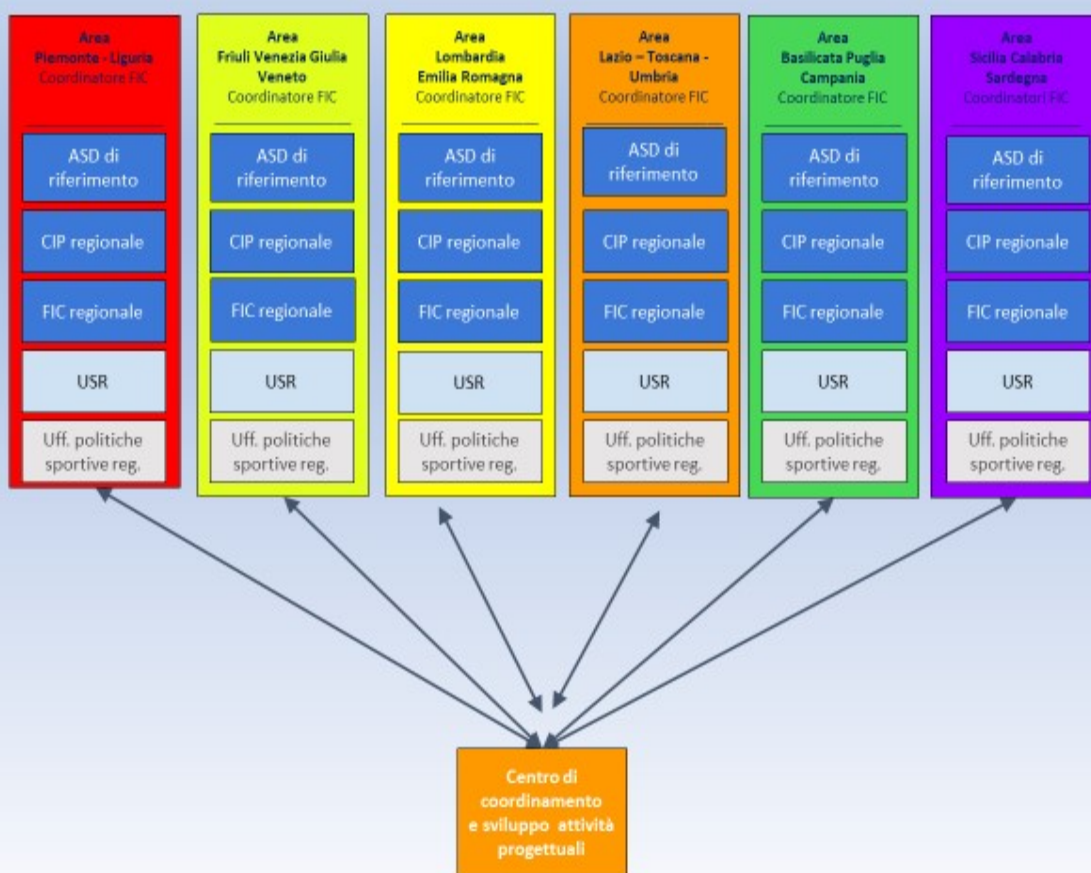 Area
Piemonte - Liguria
Coordinatore FIC
ASD di
riferimento
CIP regionale
FIC regionale
USR
Uff. politiche
sportive reg.
Area
Friuli Venezia Giulia
Veneto
Coordinatore FIC
ASD di
riferimento
CIP regionale
FIC regionale
USR
Uff. politiche
sportive reg.
Area
Lombardia
Emilia Romagna
Coordinatore FIC
ASD di
riferimento
CIP regionale
FIC regionale
USR
Uff. politiche
sportive reg.
Area
Lazio – Toscana -
Umbria
Coordinatore FIC
ASD di
riferimento
CIP regionale
FIC regionale
USR
Uff. politiche
sportive reg.
Area
Basilicata Puglia
Campania
Coordinatore FIC
ASD di
riferimento
CIP regionale
FIC regionale
USR
Uff. politiche
sportive reg.
Area
Sicilia Calabria
Sardegna
Coordinatori FIC
ASD di
riferimento
CIP regionale
FIC regionale
USR
Uff. politiche
sportive reg.
Centro di
coordinamento
e sviluppo attività
progettuali